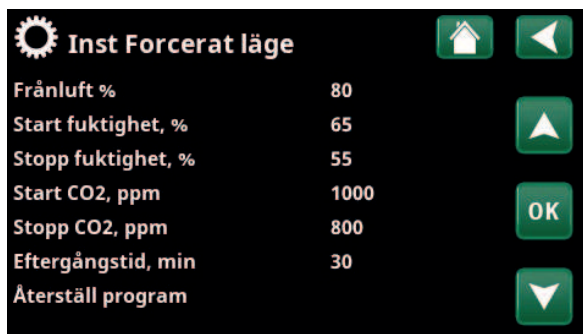 Inst Forcerat läge
Frånluft % 80
Start fuktighet, % 65
Stopp fuktighet, % 55
Start CO2, ppm 1000
Stopp CO2, ppm 800
OK
Eftergångstid, min 30
Återställ program